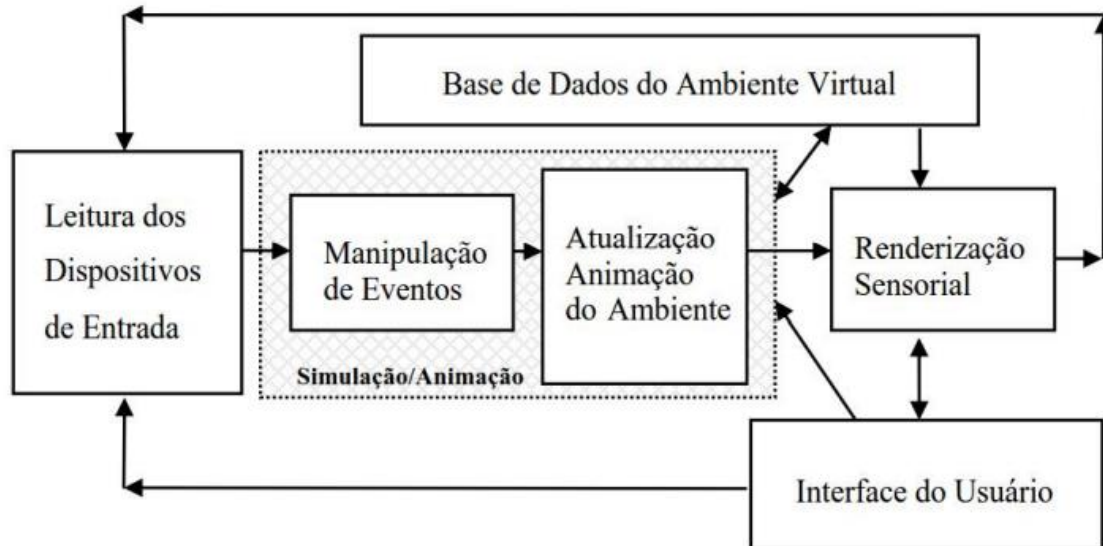 Base de Dados do Ambiente Virtual
Leitura dos
Dispositivos
de Entrada
Manipulação
de Eventos
Atualização
Animação
do Ambiente
Simulação/Animação
Renderização
Sensorial
Interface do Usuário